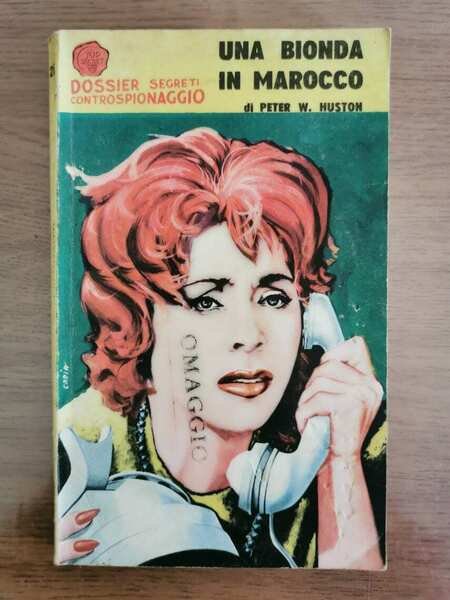 DOSSIER SEGRETI
CONTROSPIONAGGIO
UNA BIONDA
IN MAROCCO
di PETER W. HUSTON
OMAGGIO